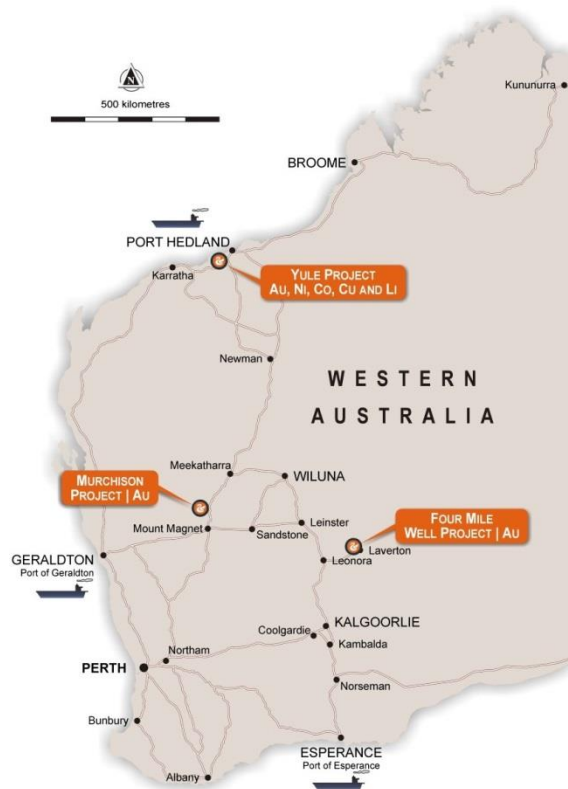 N
500 kilometres
Kununurra
BROOME
PORT HEDLAND
Karratha
YULE PROJECT
AU, NI, CO, CU AND LI
Newman
WESTERN
AUSTRALIA
Meekatharra
WILUNA
MURCHISON
PROJECT | AU
Mount Magnet
Sandstone
Leinster
FOUR MILE
WELL PROJECT | AU
Laverton
Leonora
GERALDTON
Port of Geraldton
KALGOORLIE
Coolgardie
Kambalda
Northam
PERTH
Norseman
Bunbury
ESPERANCE
Port of Esperance
Albany